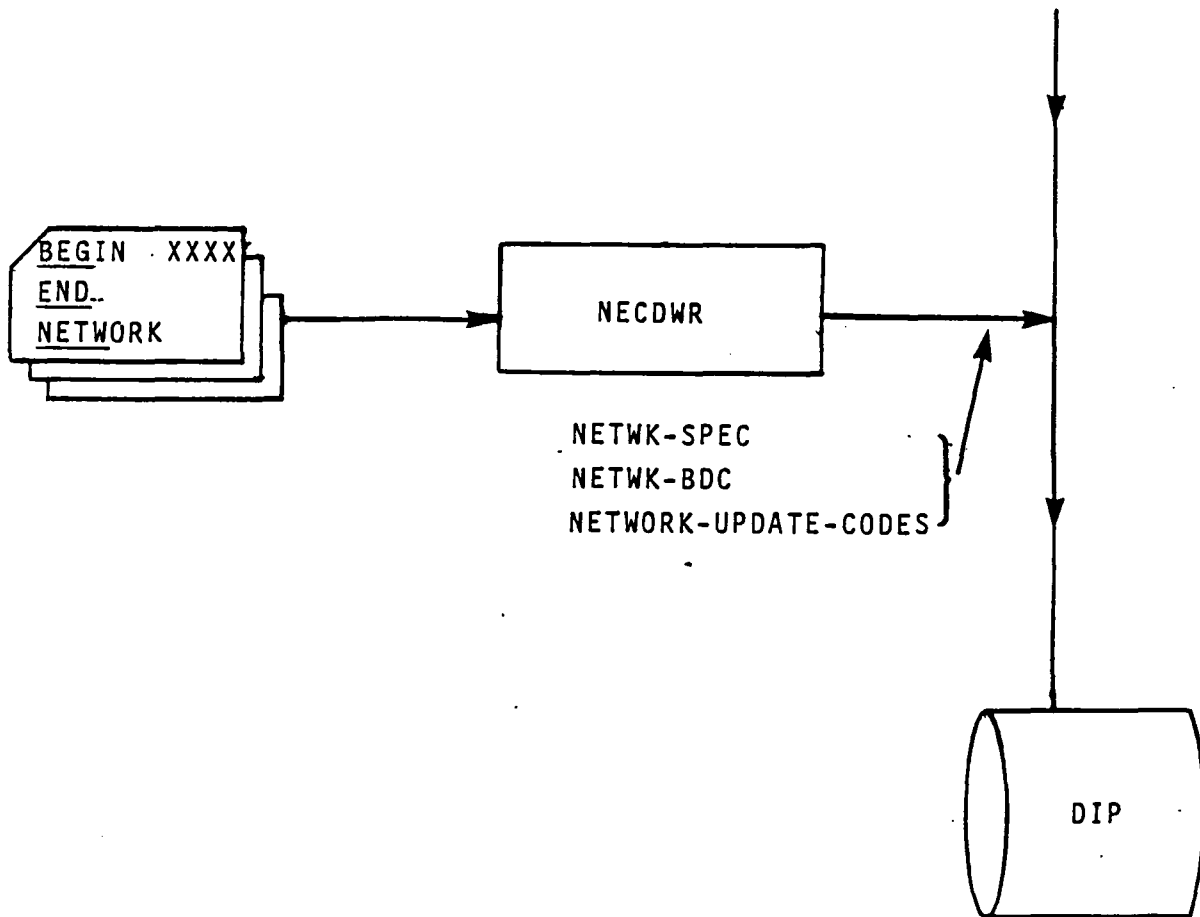 BEGIN XXXX
END
NETWORK
NECDWR
NETWK-SPEC
NETWK-BDC
NETWORK-UPDATE-CODES
DIP